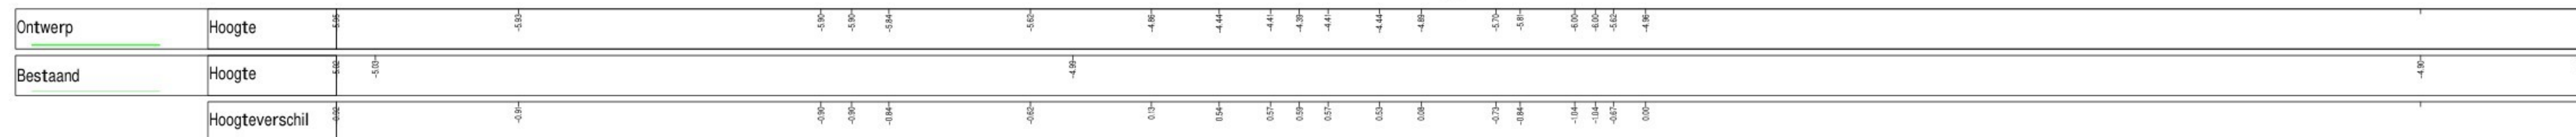 Ontwerp Hoogte -5.93 -5.90 -5.90 -5.84 -5.62 -4.86 -4.44 -4.41 -4.39 -4.41 -4.44 -4.89 -5.70 -5.81 -6.00 -6.00 -5.62 -4.96
Bestaand Hoogte -5.03 -4.99 -4.90
Hoogteverschil -0.91 -0.90 -0.90 -0.84 -0.62 0.13 0.54 0.57 0.59 0.57 0.53 0.08 -0.73 -0.84 -1.04 -1.04 -0.67 0.00